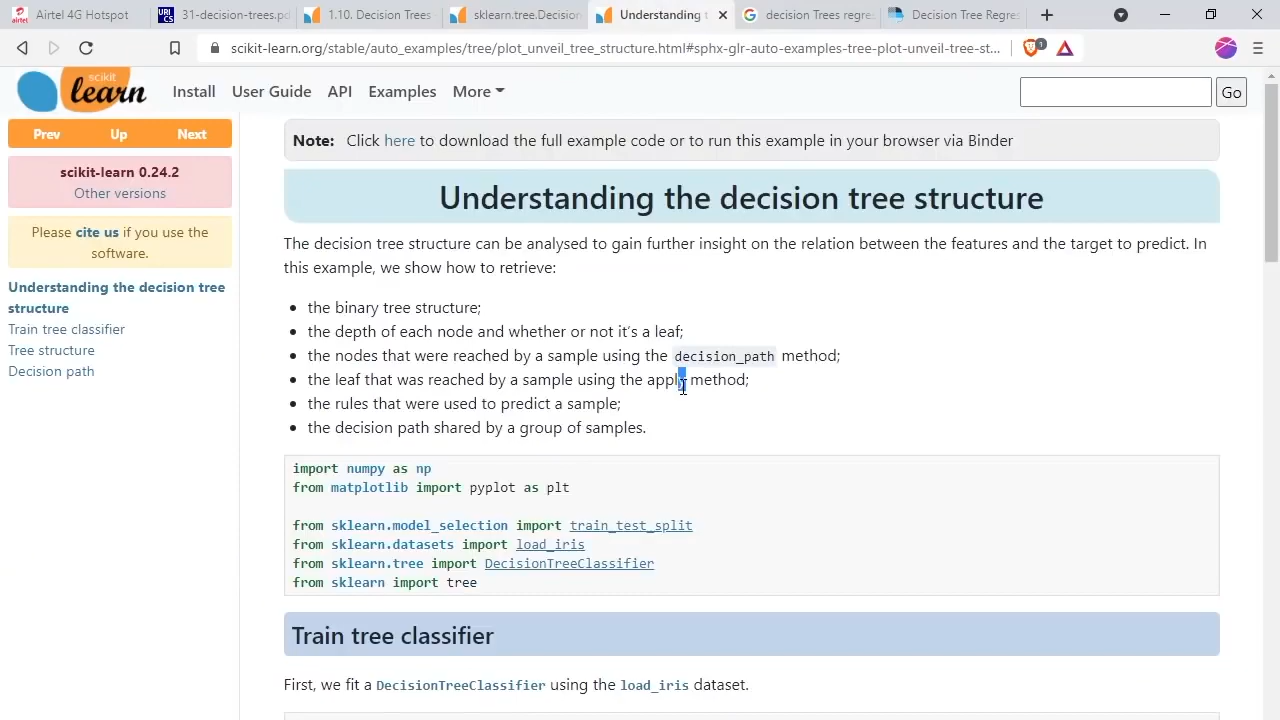 Airtel 4G Hotspot
31-decision-trees.pd
1.10. Decision Trees
sklearn.tree.Decision
Understanding t
decision Trees regre
Decision Tree Regres
scikit-learn.org/stable/auto_examples/tree/plot_unveil_tree_structure.html#sphx-glr-auto-examples-tree-plot-unveil-tree-st...
1
scikit
learn
Install
User Guide
API
Examples
More
Go
Prev
Up
Next
scikit-learn 0.24.2
Other versions
Please cite us if you use the
software.
Understanding the decision tree
structure
Train tree classifier
Tree structure
Decision path
Note: Click here to download the full example code or to run this example in your browser via Binder
Understanding the decision tree structure
The decision tree structure can be analysed to gain further insight on the relation between the features and the target to predict. In
this example, we show how to retrieve:
the binary tree structure;
the depth of each node and whether or not it's a leaf;
the nodes that were reached by a sample using the decision_path method;
the leaf that was reached by a sample using the apply method;
the rules that were used to predict a sample;
the decision path shared by a group of samples.
import numpy as np
from matplotlib import pyplot as plt
from sklearn.model_selection import train_test_split
from sklearn.datasets import load_iris
from sklearn.tree import DecisionTreeClassifier
from sklearn import tree
Train tree classifier
First, we fit a DecisionTreeClassifier using the load_iris dataset.